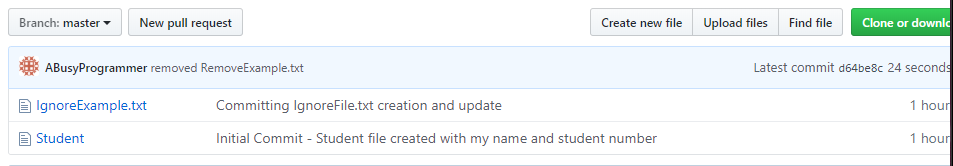 Branch: master New pull request Create new file Upload files Find file Clone or downlo
ABusyProgrammer removed RemoveExample.txt Latest commit d64be8c 24 seconds
IgnoreExample.txt Committing IgnoreFile.txt creation and update 1 hour
Student Initial Commit - Student file created with my name and student number 1 hour